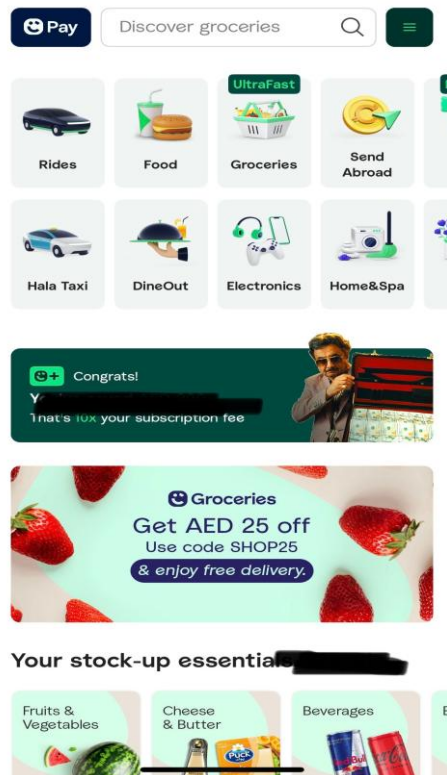 Pay
Discover groceries
UltraFast
Rides
Food
Groceries
Send
Abroad
Hala Taxi
DineOut
Electronics
Home&Spa
Congrats!
That's 10x your subscription fee
Groceries
Get AED 25 off
Use code SHOP25
& enjoy free delivery.
Your stock-up essentials
Fruits &
Vegetables
Cheese
& Butter
Beverages
PUCK